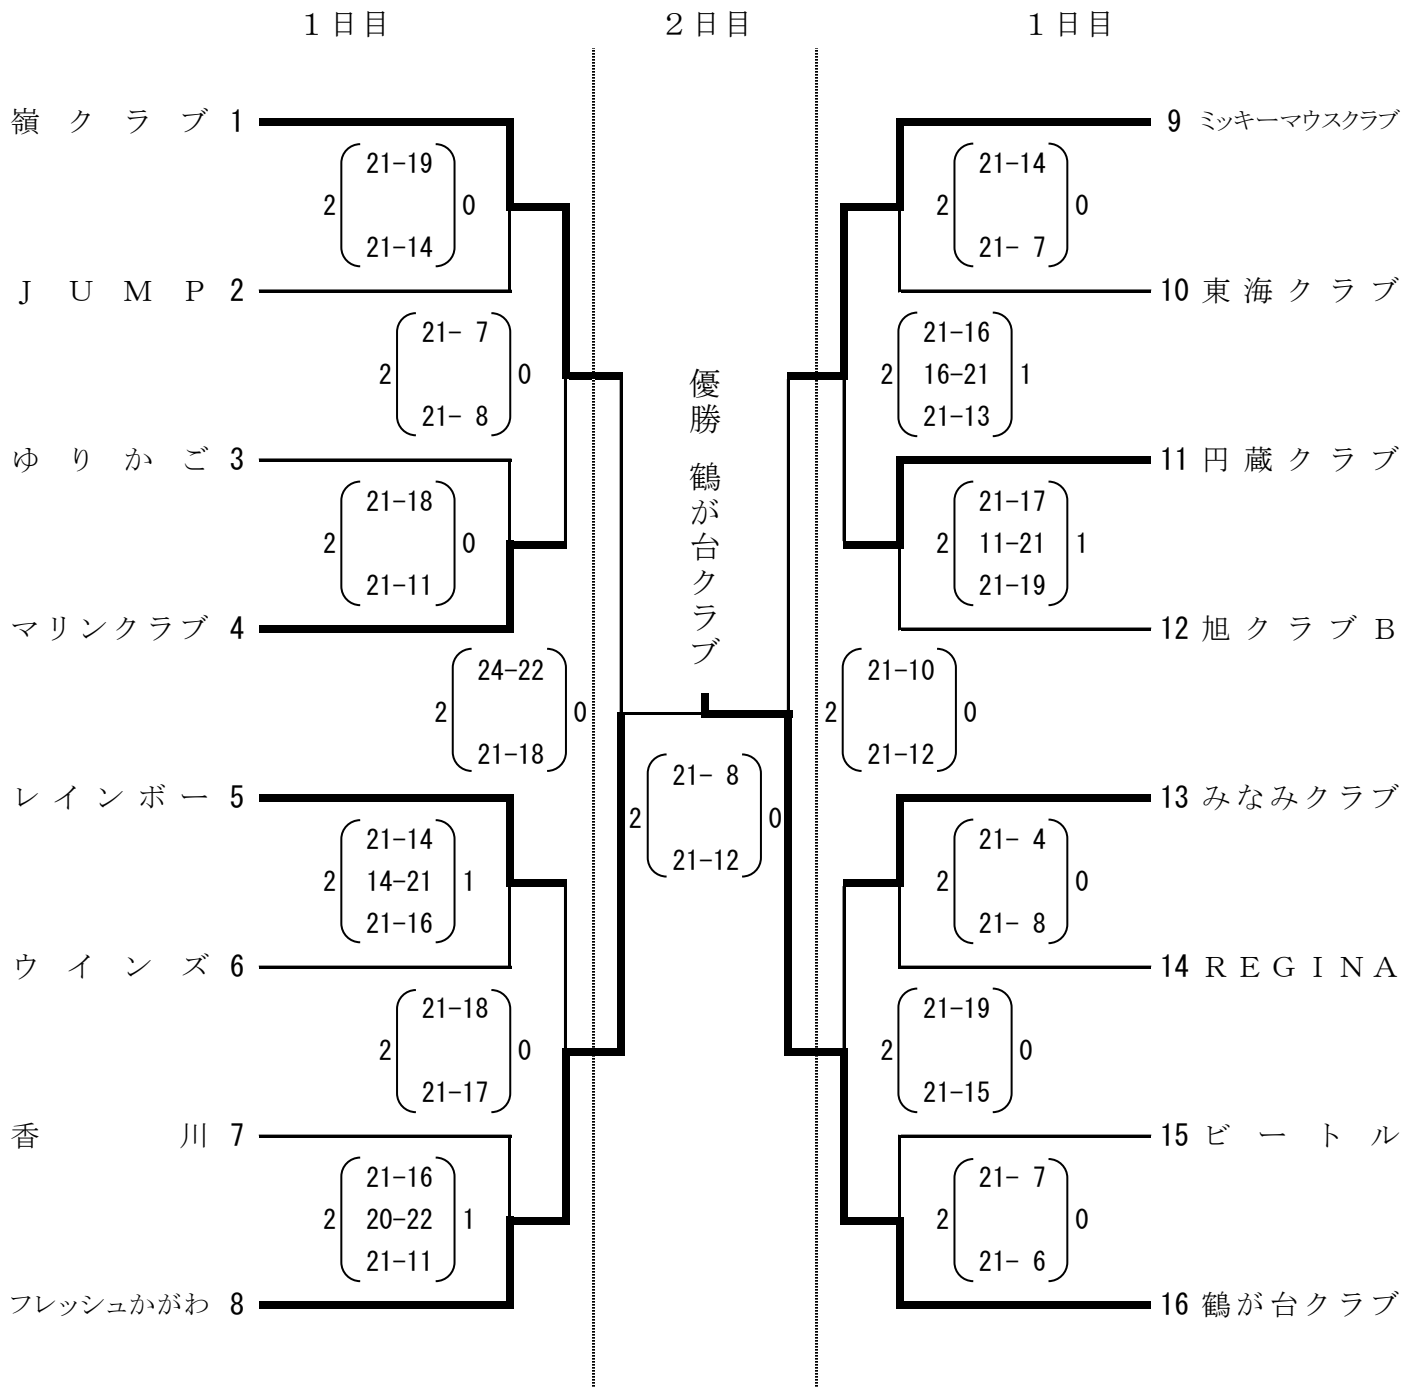 １日目 ２日目 １日目
嶺クラブ 1 9 ミッキーマウスクラブ
21-19 21-14
2 0 2 0
21-14 21- 7
ＪＵＭＰ 2 10 東海クラブ
21- 7 21-16
2 0 2 16-21 1
21- 8 21-13
優勝 鶴が台クラブ
ゆりかご 3 11 円蔵クラブ
21-18 21-17
2 0 2 11-21 1
21-11 21-19
マリンクラブ 4 12 旭クラブＢ
24-22 21-10
2 0 2 0
21-18 21-12
レインボー 5 13 みなみクラブ
21- 8
2 0
21-12
21-14 21- 4
2 14-21 1 2 0
21-16 21- 8
ウインズ 6 14 ＲＥＧＩＮＡ
21-18 21-19
2 0 2 0
21-17 21-15
香川 7 15 ビートル
21-16 21- 7
2 20-22 1 2 0
21-11 21- 6
フレッシュかがわ 8 16 鶴が台クラブ